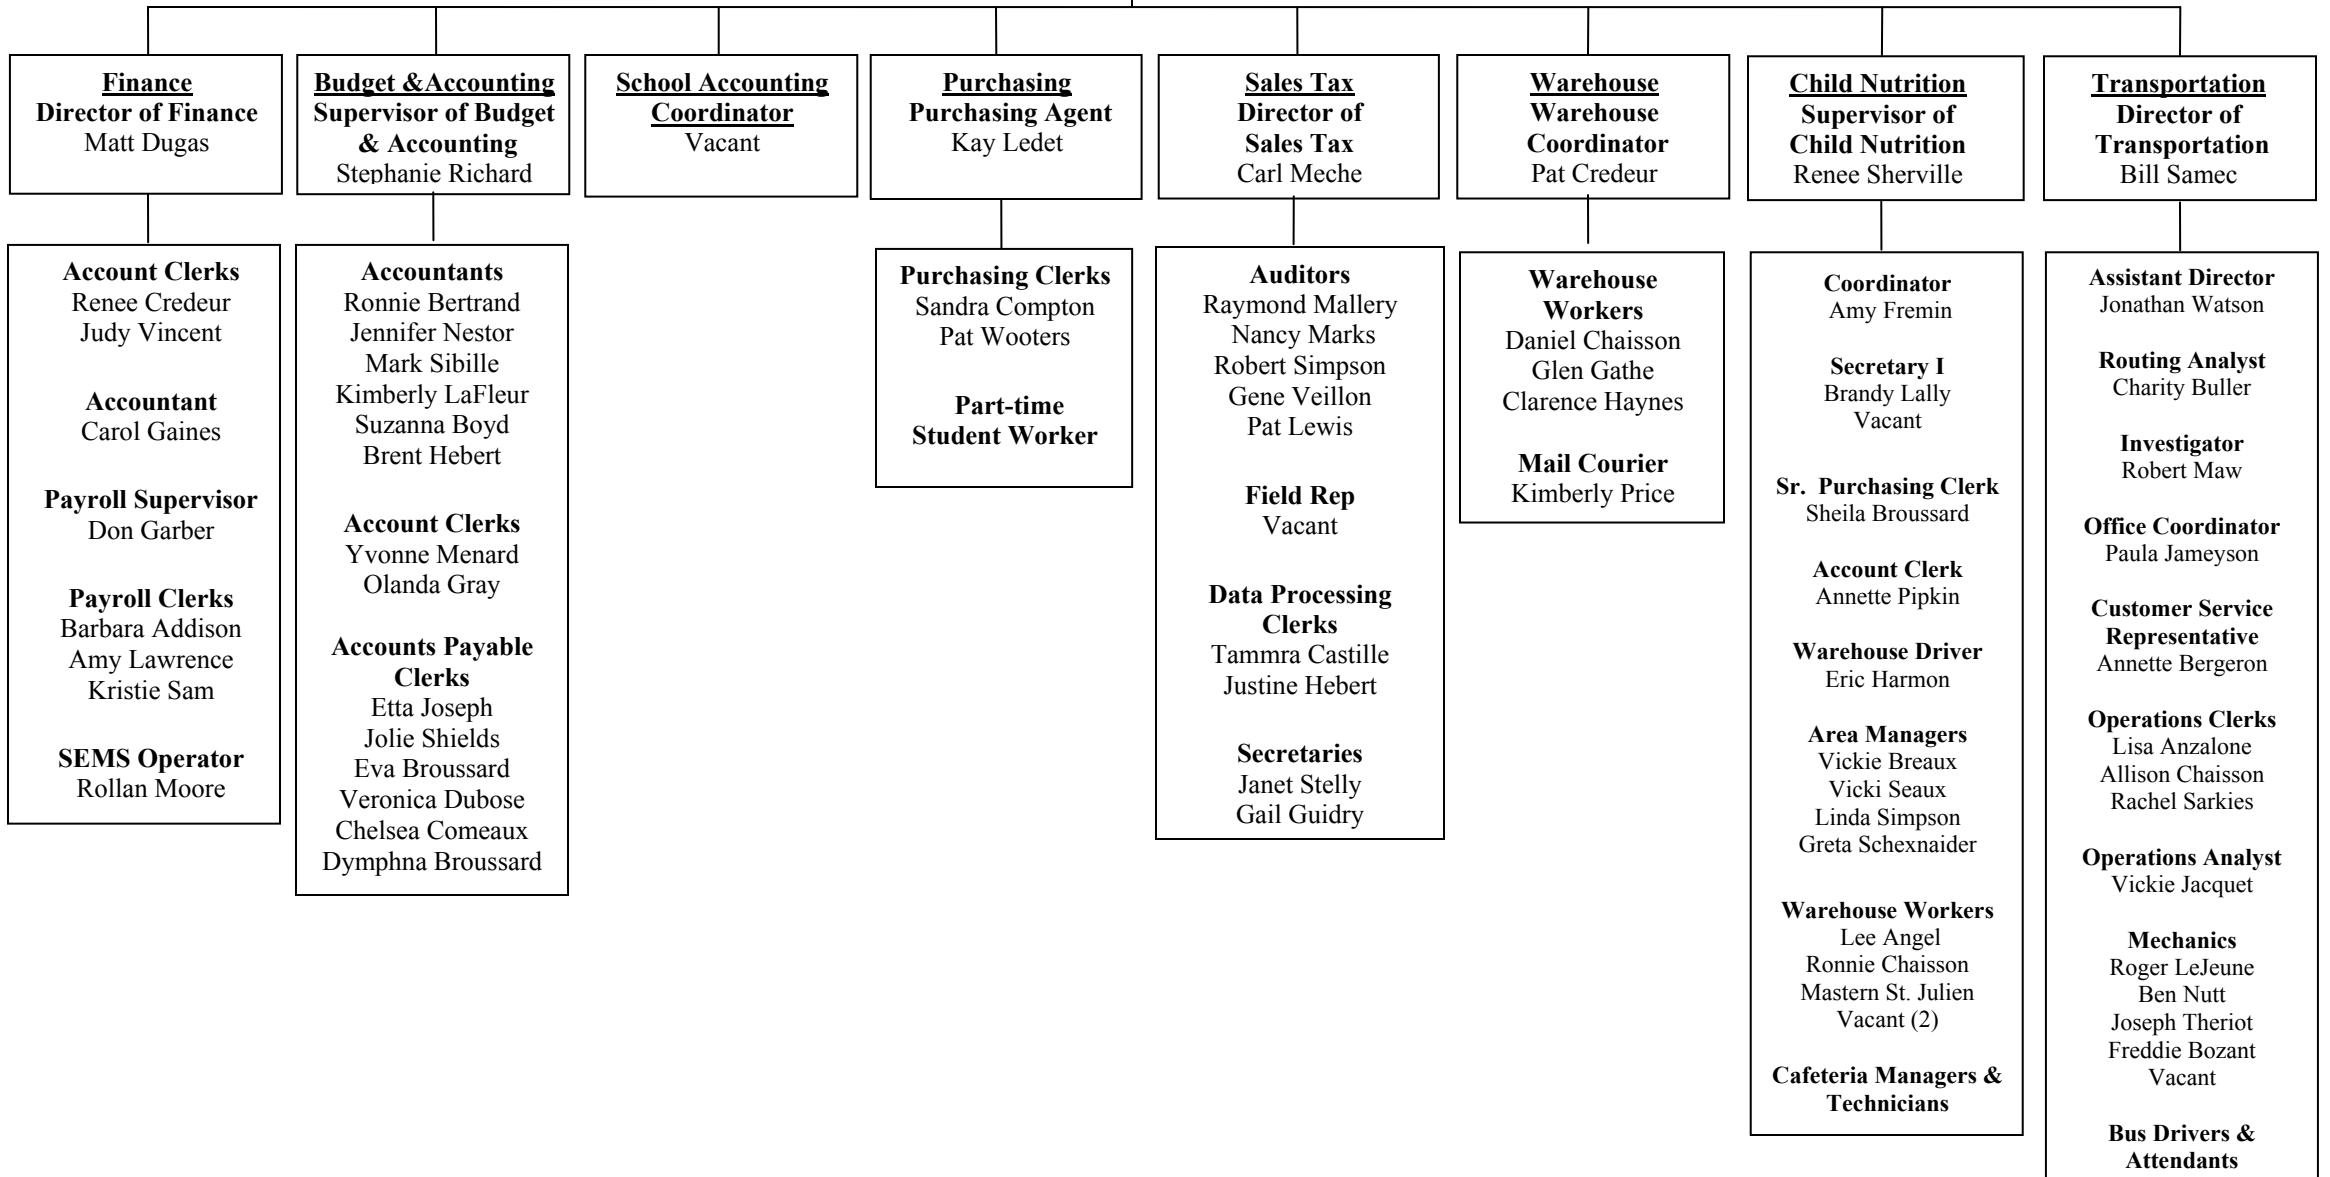 Finance
Director of Finance
Matt Dugas
Budget &Accounting
Supervisor of Budget
& Accounting
Stephanie Richard
School Accounting
Coordinator
Vacant
Purchasing
Purchasing Agent
Kay Ledet
Sales Tax
Director of
Sales Tax
Carl Meche
Warehouse
Warehouse
Coordinator
Pat Credeur
Child Nutrition
Supervisor of
Child Nutrition
Renee Sherville
Transportation
Director of
Transportation
Bill Samec
Account Clerks
Renee Credeur
Judy Vincent
Accountant
Carol Gaines
Payroll Supervisor
Don Garber
Payroll Clerks
Barbara Addison
Amy Lawrence
Kristie Sam
SEMS Operator
Rollan Moore
Accountants
Ronnie Bertrand
Jennifer Nestor
Mark Sibille
Kimberly LaFleur
Suzanna Boyd
Brent Hebert
Account Clerks
Yvonne Menard
Olanda Gray
Accounts Payable
Clerks
Etta Joseph
Jolie Shields
Eva Broussard
Veronica Dubose
Chelsea Comeaux
Dymphna Broussard
Purchasing Clerks
Sandra Compton
Pat Wooters
Part-time
Student Worker
Auditors
Raymond Mallery
Nancy Marks
Robert Simpson
Gene Veillon
Pat Lewis
Field Rep
Vacant
Data Processing
Clerks
Tammra Castille
Justine Hebert
Secretaries
Janet Stelly
Gail Guidry
Warehouse
Workers
Daniel Chaisson
Glen Gathe
Clarence Haynes
Mail Courier
Kimberly Price
Coordinator
Amy Fremin
Secretary I
Brandy Lally
Vacant
Sr. Purchasing Clerk
Sheila Broussard
Account Clerk
Annette Pipkin
Warehouse Driver
Eric Harmon
Area Managers
Vickie Breaux
Vicki Seaux
Linda Simpson
Greta Schexnaider
Warehouse Workers
Lee Angel
Ronnie Chaisson
Mastern St. Julien
Vacant (2)
Cafeteria Managers &
Technicians
Assistant Director
Jonathan Watson
Routing Analyst
Charity Buller
Investigator
Robert Maw
Office Coordinator
Paula Jameyson
Customer Service
Representative
Annette Bergeron
Operations Clerks
Lisa Anzalone
Allison Chaisson
Rachel Sarkies
Operations Analyst
Vickie Jacquet
Mechanics
Roger LeJeune
Ben Nutt
Joseph Theriot
Freddie Bozant
Vacant
Bus Drivers &
Attendants